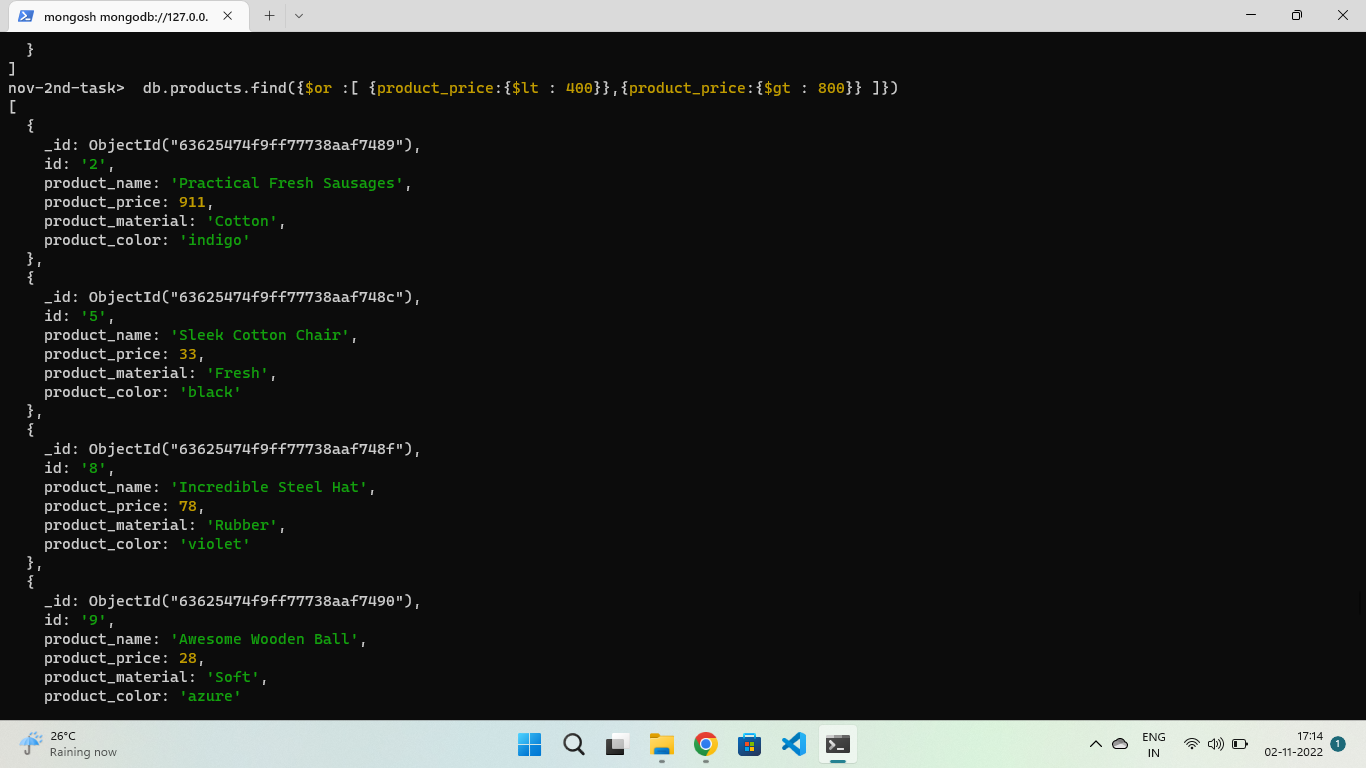 mongosh mongodb://127.0.0.
  }
]
nov-2nd-task>  db.products.find({$or :[ {product_price:{$lt : 400}},{product_price:{$gt : 800}} ]})
[
  {
    _id: ObjectId("63625474f9ff77738aaf7489"),
    id: '2',
    product_name: 'Practical Fresh Sausages',
    product_price: 911,
    product_material: 'Cotton',
    product_color: 'indigo'
  },
  {
    _id: ObjectId("63625474f9ff77738aaf748c"),
    id: '5',
    product_name: 'Sleek Cotton Chair',
    product_price: 33,
    product_material: 'Fresh',
    product_color: 'black'
  },
  {
    _id: ObjectId("63625474f9ff77738aaf748f"),
    id: '8',
    product_name: 'Incredible Steel Hat',
    product_price: 78,
    product_material: 'Rubber',
    product_color: 'violet'
  },
  {
    _id: ObjectId("63625474f9ff77738aaf7490"),
    id: '9',
    product_name: 'Awesome Wooden Ball',
    product_price: 28,
    product_material: 'Soft',
    product_color: 'azure'
26°C
Raining now
ENG
IN
17:14
02-11-2022
1